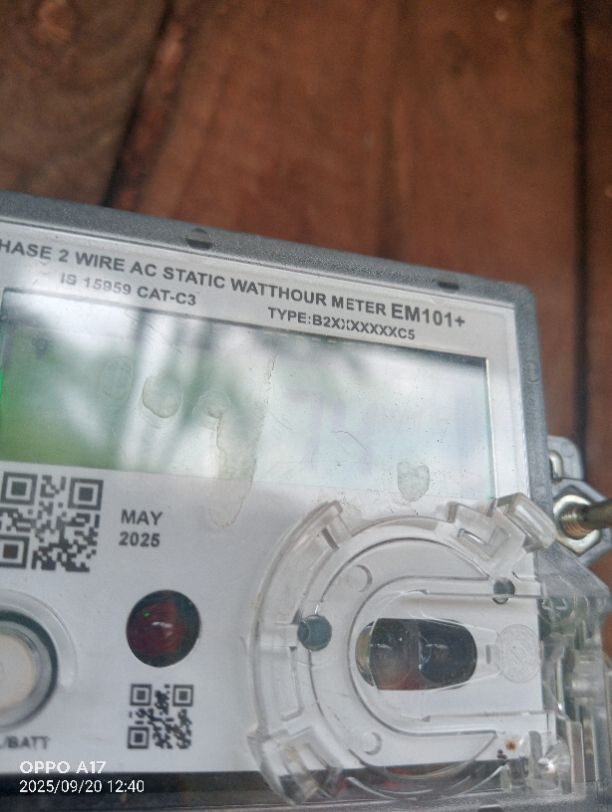 HASE 2 WIRE AC STATIC WATTHOUR METER EM101+
IS 15959 CAT-C3
TYPE:B2XXXXXXXC5
MAY
2025
/BATT
OPPO A17
2025/09/20 12:40